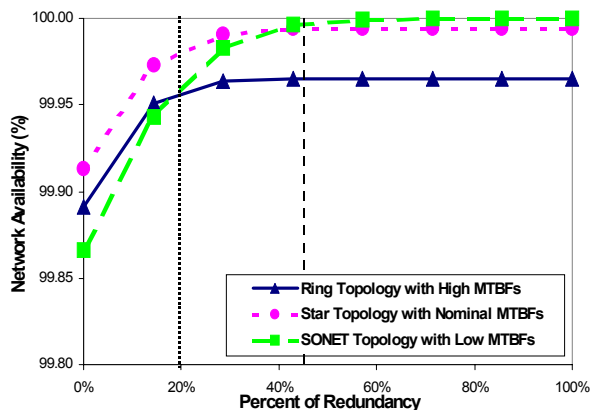 100.00
99.95
99.90
99.85
99.80
Network Availability (%)
Ring Topology with High MTBFs
Star Topology with Nominal MTBFs
SONET Topology with Low MTBFs
0%
20%
40%
60%
80%
100%
Percent of Redundancy